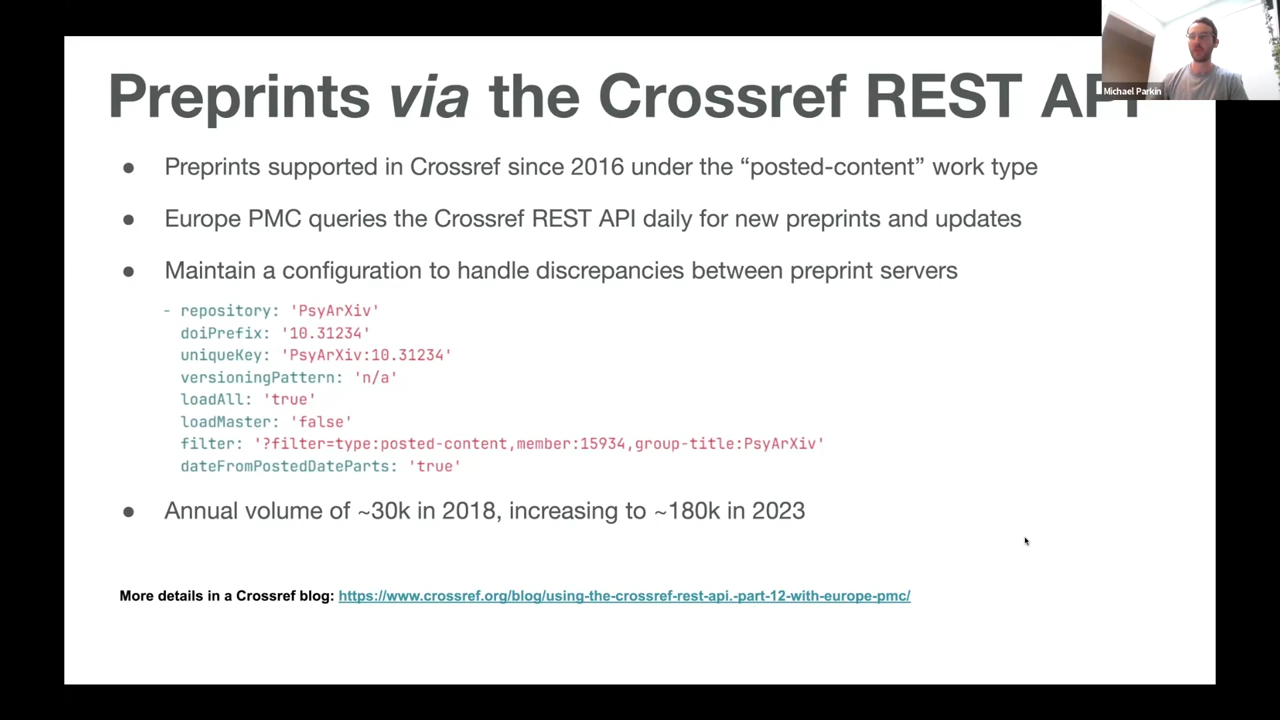 Preprints via the Crossref REST API
Michael Parkin
● Preprints supported in Crossref since 2016 under the “posted-content” work type
● Europe PMC queries the Crossref REST API daily for new preprints and updates
● Maintain a configuration to handle discrepancies between preprint servers
- repository: 'PsyArXiv'
doiPrefix: '10.31234'
uniqueKey: 'PsyArXiv:10.31234'
versioningPattern: 'n/a'
loadAll: 'true'
loadMaster: 'false'
filter: '?filter=type:posted-content,member:15934,group-title:PsyArXiv'
dateFromPostedDateParts: 'true'
● Annual volume of ~30k in 2018, increasing to ~180k in 2023
More details in a Crossref blog: https://www.crossref.org/blog/using-the-crossref-rest-api.-part-12-with-europe-pmc/